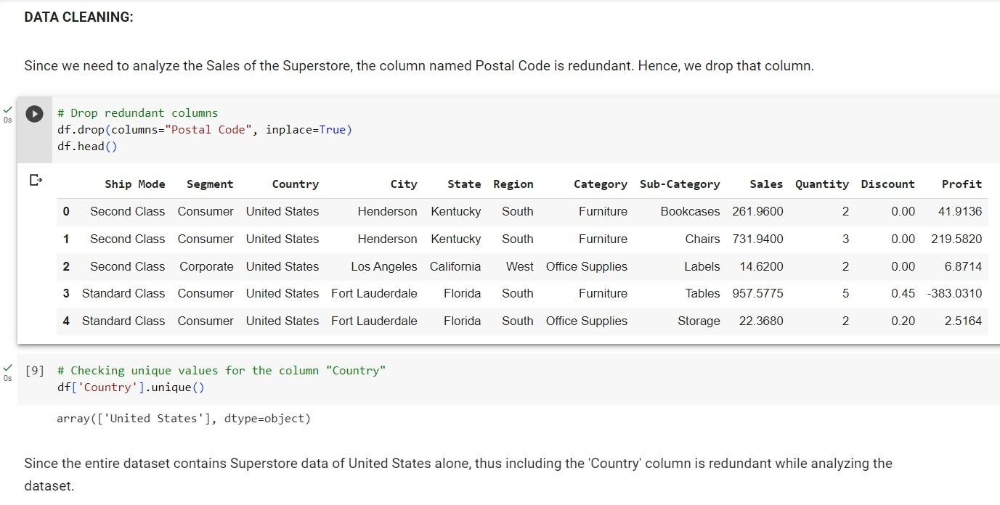 DATA CLEANING:
Since we need to analyze the Sales of the Superstore, the column named Postal Code is redundant. Hence, we drop that column.
0s
# Drop redundant columns
df.drop(columns="Postal Code", inplace=True)
df.head()
Ship Mode Segment Country City State Region Category Sub-Category Sales Quantity Discount Profit
0 Second Class Consumer United States Henderson Kentucky South Furniture Bookcases 261.9600 2 0.00 41.9136
1 Second Class Consumer United States Henderson Kentucky South Furniture Chairs 731.9400 3 0.00 219.5820
2 Second Class Corporate United States Los Angeles California West Office Supplies Labels 14.6200 2 0.00 6.8714
3 Standard Class Consumer United States Fort Lauderdale Florida South Furniture Tables 957.5775 5 0.45 -383.0310
4 Standard Class Consumer United States Fort Lauderdale Florida South Office Supplies Storage 22.3680 2 0.20 2.5164
0s
[9] # Checking unique values for the column "Country"
df['Country'].unique()
array(['United States'], dtype=object)
Since the entire dataset contains Superstore data of United States alone, thus including the 'Country' column is redundant while analyzing the
dataset.